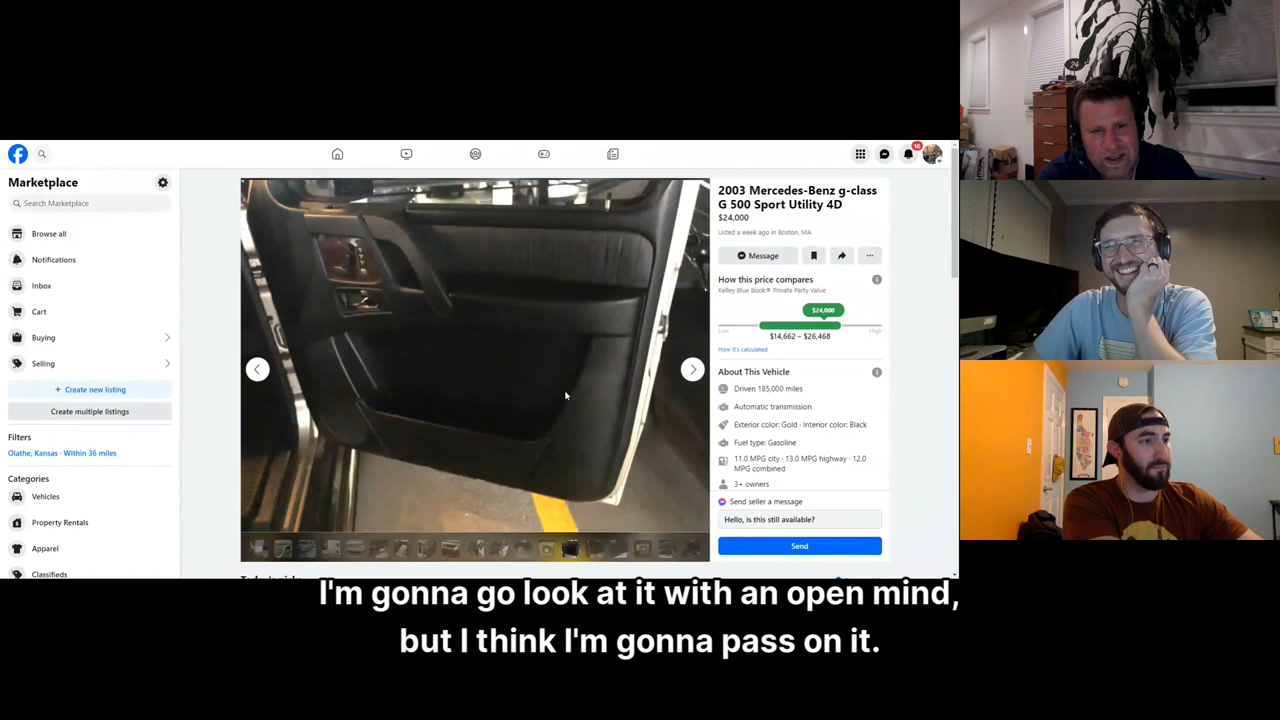 Marketplace
Search Marketplace
Browse all
Notifications
Inbox
Cart
Buying
Selling
+ Create new listing
Create multiple listings
Filters
Olathe, Kansas · Within 36 miles
Categories
Vehicles
Property Rentals
Apparel
Classifieds
16
2003 Mercedes-Benz g-class
G 500 Sport Utility 4D
$24,000
Listed a week ago in Boston, MA
Message
How this price compares
Kelley Blue Book® Private Party Value
$24,000
Low
High
$14,662 – $26,468
How it's calculated
About This Vehicle
Driven 185,000 miles
Automatic transmission
Exterior color: Gold · Interior color: Black
Fuel type: Gasoline
11.0 MPG city · 13.0 MPG highway · 12.0
MPG combined
3+ owners
Send seller a message
Hello, is this still available?
Send
24
I'm gonna go look at it with an open mind,
but I think I'm gonna pass on it.